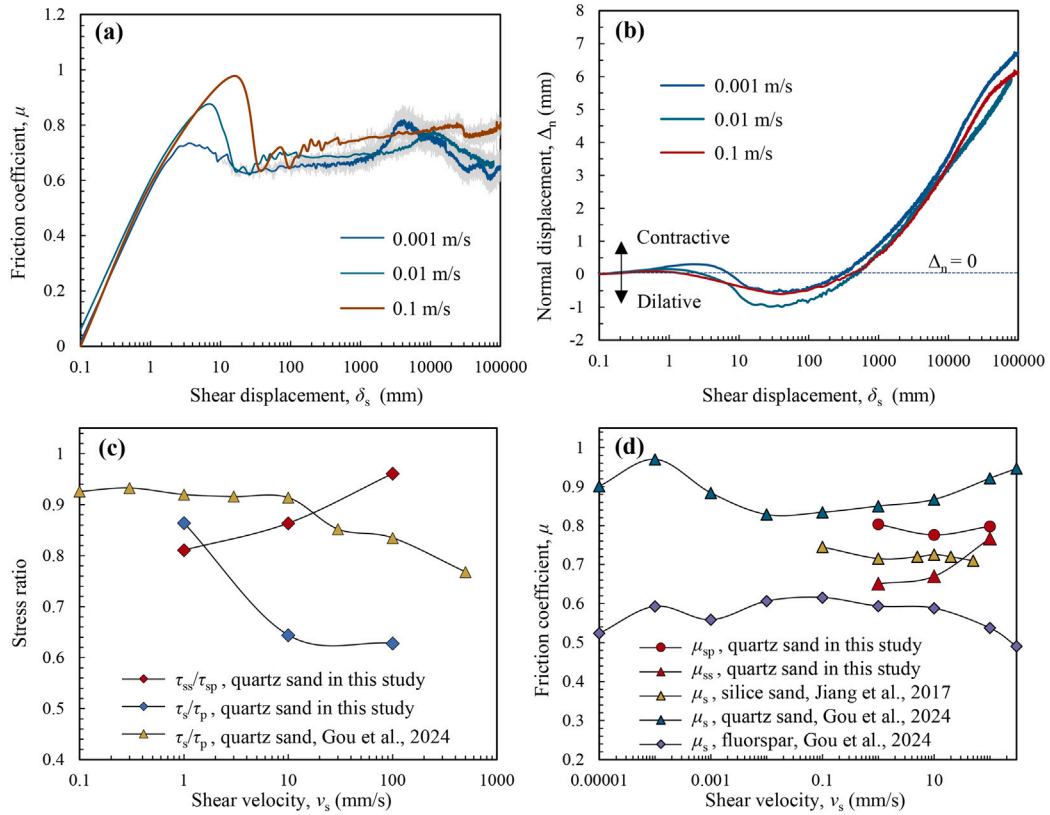 (a)
1.2
1
0.8
0.6
0.4
0.2
0
Friction coefficient, μ
0.001 m/s
0.01 m/s
0.1 m/s
0.1 1 10 100 1000 10000 100000
Shear displacement, δs (mm)
(b)
8
7
6
5
4
3
2
1
0
-1
-2
Normal displacement, Δn (mm)
0.001 m/s
0.01 m/s
0.1 m/s
Contractive
Δn = 0
Dilative
0.1 1 10 100 1000 10000 100000
Shear displacement, δs (mm)
(c)
1
0.9
0.8
0.7
0.6
0.5
0.4
Stress ratio
τss/τsp , quartz sand in this study
τs/τp , quartz sand in this study
τs/τp , quartz sand, Gou et al., 2024
0.1 1 10 100 1000
Shear velocity, vs (mm/s)
(d)
1
0.9
0.8
0.7
0.6
0.5
0.4
0.3
0.2
Friction coefficient, μ
μsp , quartz sand in this study
μss , quartz sand in this study
μs , silice sand, Jiang et al., 2017
μs , quartz sand, Gou et al., 2024
μs , fluorspar, Gou et al., 2024
0.00001 0.001 0.1 10
Shear velocity, vs (mm/s)